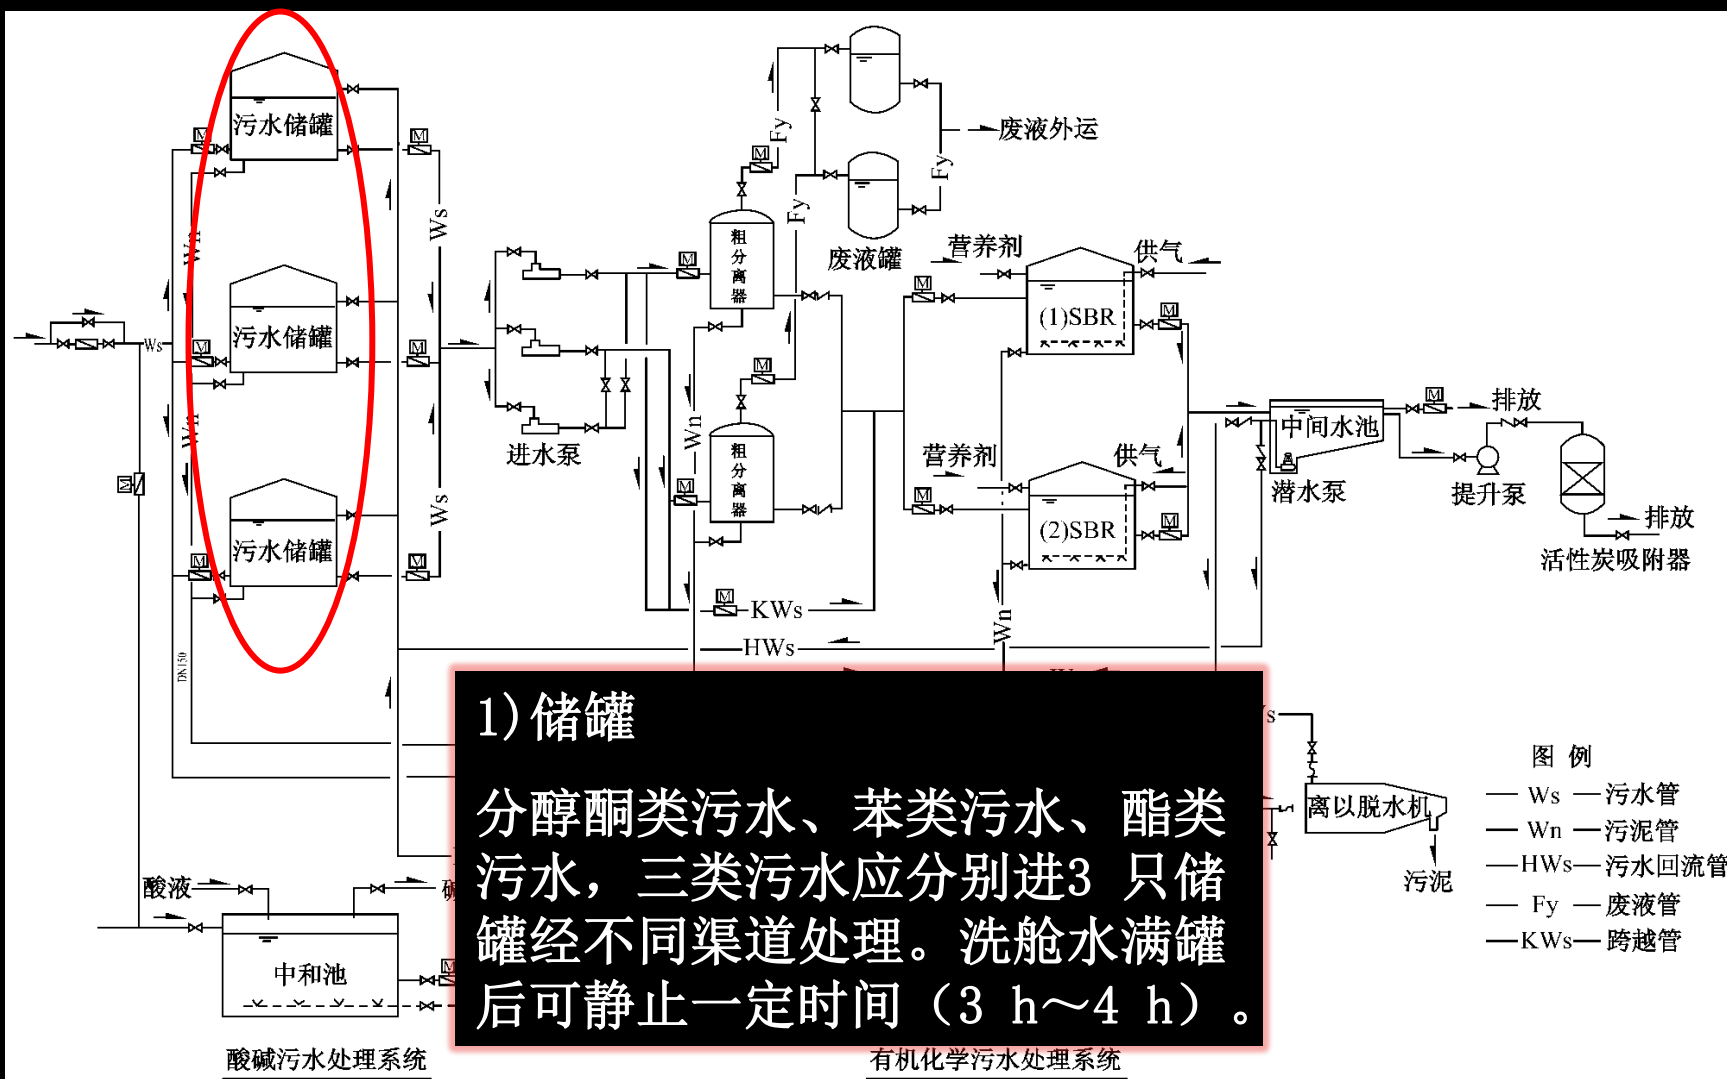 废液外运
污水储罐
M
M
Fy
M
Fy
Ws
Wn
Fy
粗分离器
废液罐
营养剂
供气
M
M
污水储罐
(1)SBR
M
Ws
M
M
M
M
排放
Wn
Wn
进水泵
粗分离器
营养剂
供气
中间水池
M
M
M
潜水泵
提升泵
排放
Ws
污水储罐
(2)SBR
M
活性炭吸附器
M
M
M
KWs
Wn
HWs
DN150
1)储罐
分醇酮类污水、苯类污水、酯类
污水，三类污水应分别进3 只储
罐经不同渠道处理。洗舱水满罐
后可静止一定时间（3 h～4 h）。
图 例
Ws 污水管
离以脱水机
Wn 污泥管
HWs 污水回流管
污泥
Fy 废液管
KWs 跨越管
酸液
中和池
M
酸碱污水处理系统
有机化学污水处理系统